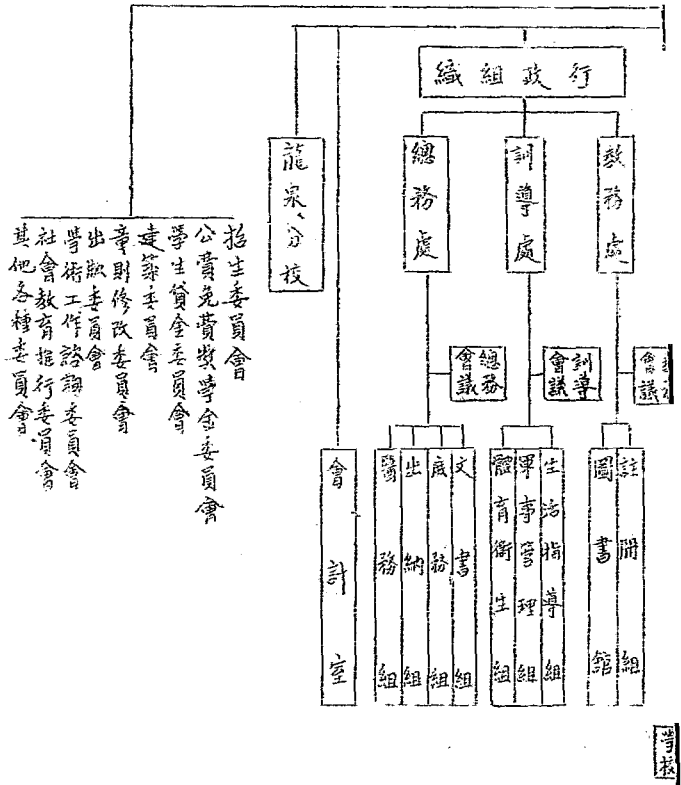 行政組織
教務處
訓導處
總務處
龍泉分校
會議
訓導會議
總務會議
註冊組
圖書館
生活指導組
軍事管理組
體育衛生組
文書組
庶務組
出納組
醫務組
會計室
招生委員會
公費免費獎學金委員會
學生貸金委員會
建築委員會
章則修改委員會
出版委員會
學術工作諮詢委員會
社會教育推行委員會
其他各種委員會
學校